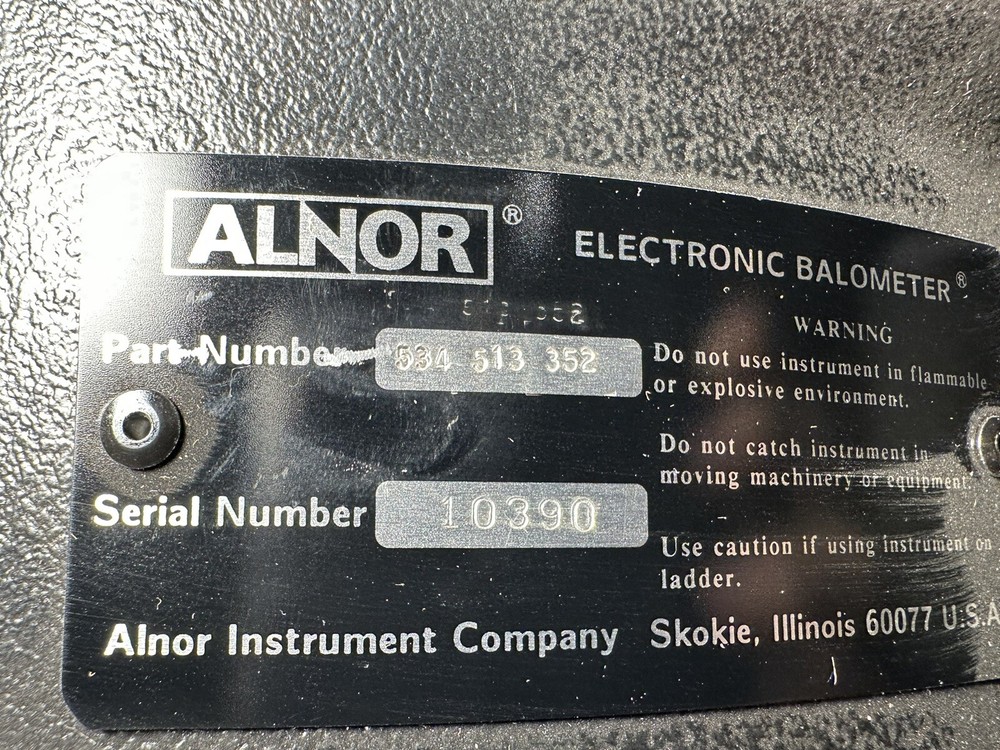 ALNOR®
ELECTRONIC BALOMETER®
Part Number 534 513 352
Serial Number 10390
WARNING
Do not use instrument in flammable
or explosive environment.
Do not catch instrument in
moving machinery or equipment.
Use caution if using instrument on
ladder.
Alnor Instrument Company Skokie, Illinois 60077 U.S.A